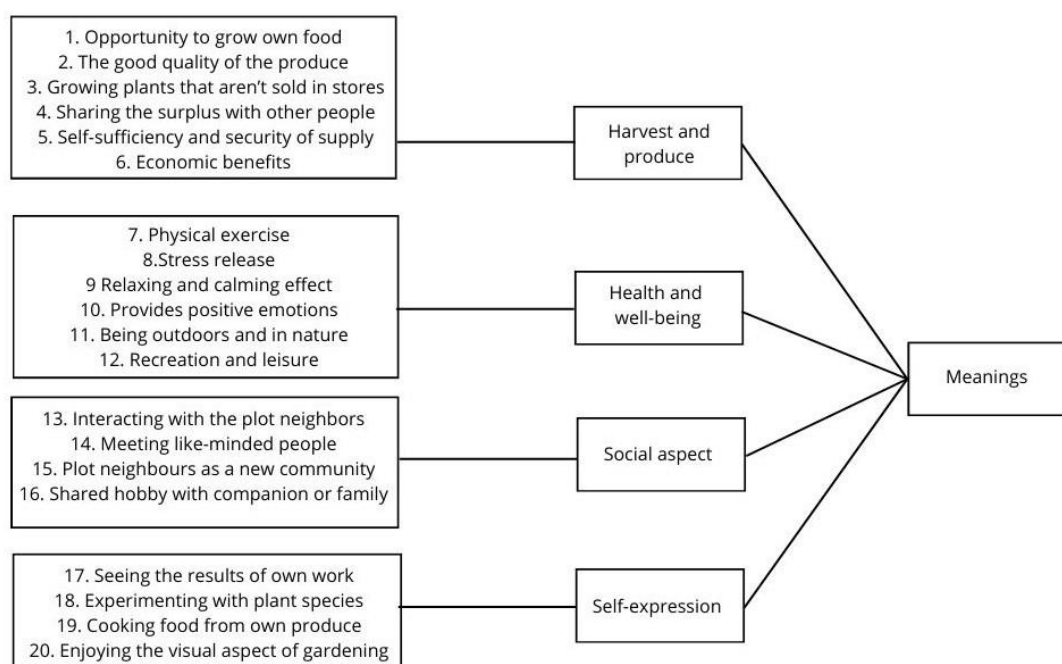 1. Opportunity to grow own food
2. The good quality of the produce
3. Growing plants that aren’t sold in stores
4. Sharing the surplus with other people
5. Self-sufficiency and security of supply
6. Economic benefits
Harvest and
produce
7. Physical exercise
8.Stress release
9 Relaxing and calming effect
10. Provides positive emotions
11. Being outdoors and in nature
12. Recreation and leisure
Health and
well-being
Meanings
13. Interacting with the plot neighbors
14. Meeting like-minded people
15. Plot neighbours as a new community
16. Shared hobby with companion or family
Social aspect
17. Seeing the results of own work
18. Experimenting with plant species
19. Cooking food from own produce
20. Enjoying the visual aspect of gardening
Self-expression